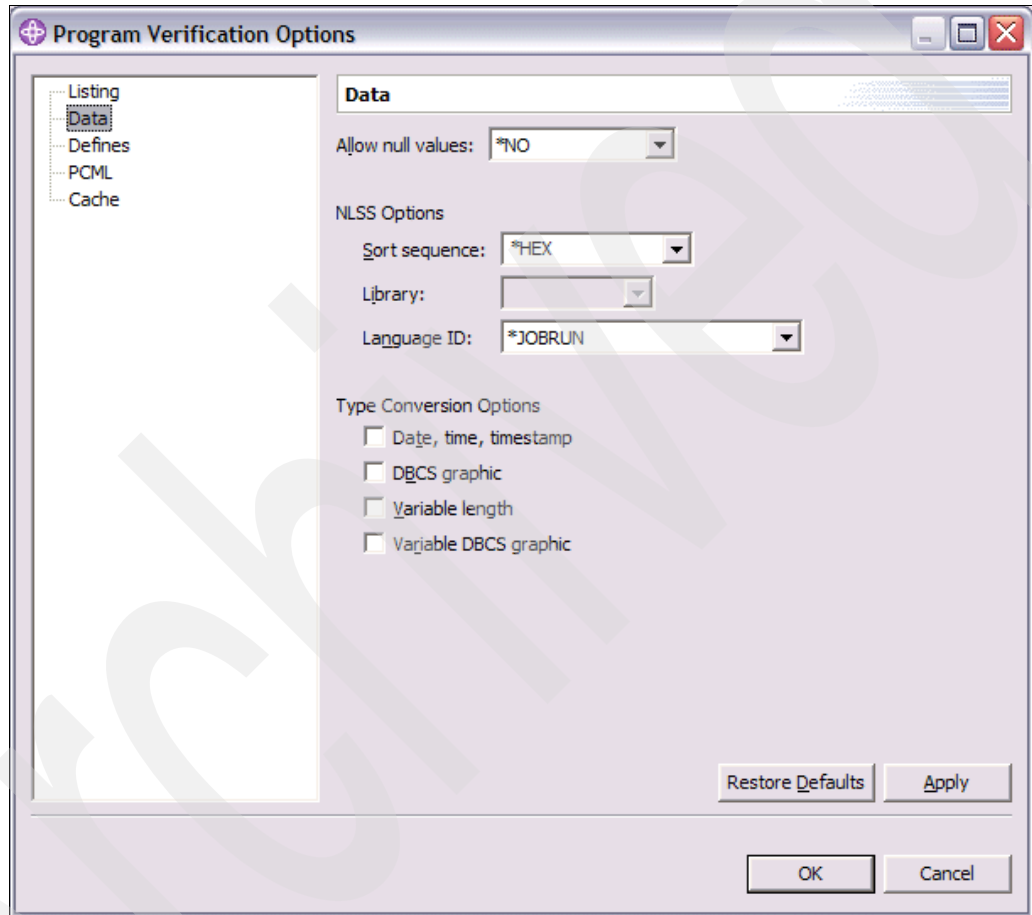 Program Verification Options
Listing
Data
Defines
PCML
Cache
Data
Allow null values: *NO
NLSS Options
Sort sequence: *HEX
Library:
Language ID: *JOBRUN
Type Conversion Options
Date, time, timestamp
DBCS graphic
Variable length
Variable DBCS graphic
Restore Defaults Apply
OK Cancel